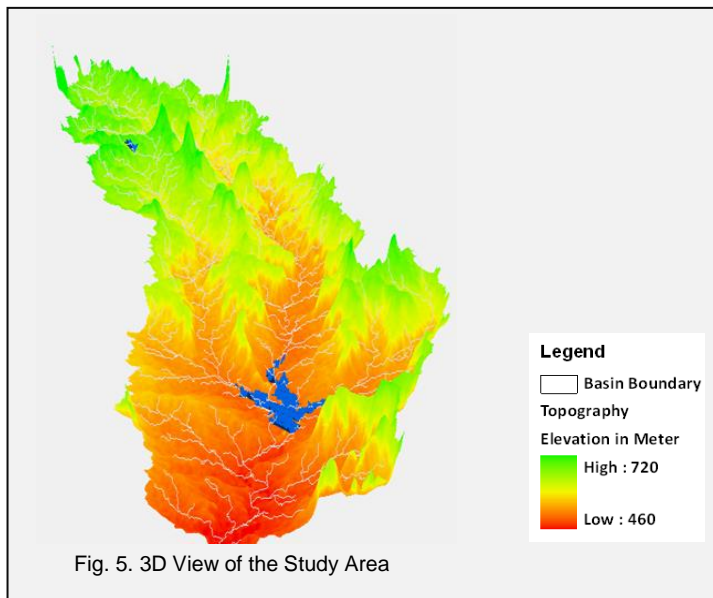 Legend
Basin Boundary
Topography
Elevation in Meter
High : 720
Low : 460
Fig. 5. 3D View of the Study Area